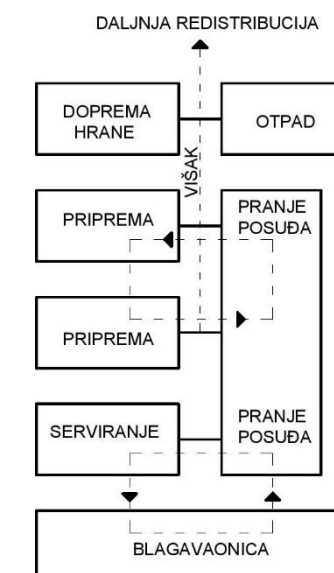 DALJNJA REDISTRIBUCIJA
DOPREMA
HRANE
OTPAD
VIŠAK
PRIPREMA
PRANJE
POSUĐA
PRIPREMA
SERVIRANJE
PRANJE
POSUĐA
BLAGAVAONICA